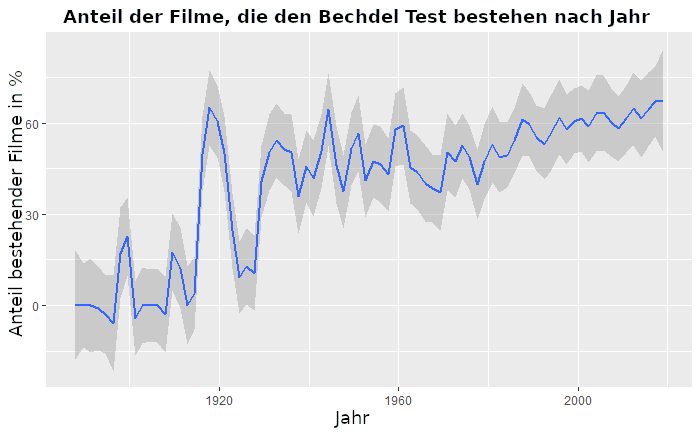 Anteil der Filme, die den Bechdel Test bestehen nach Jahr
Anteil bestehender Filme in %
60
30
0
1920
1960
2000
Jahr